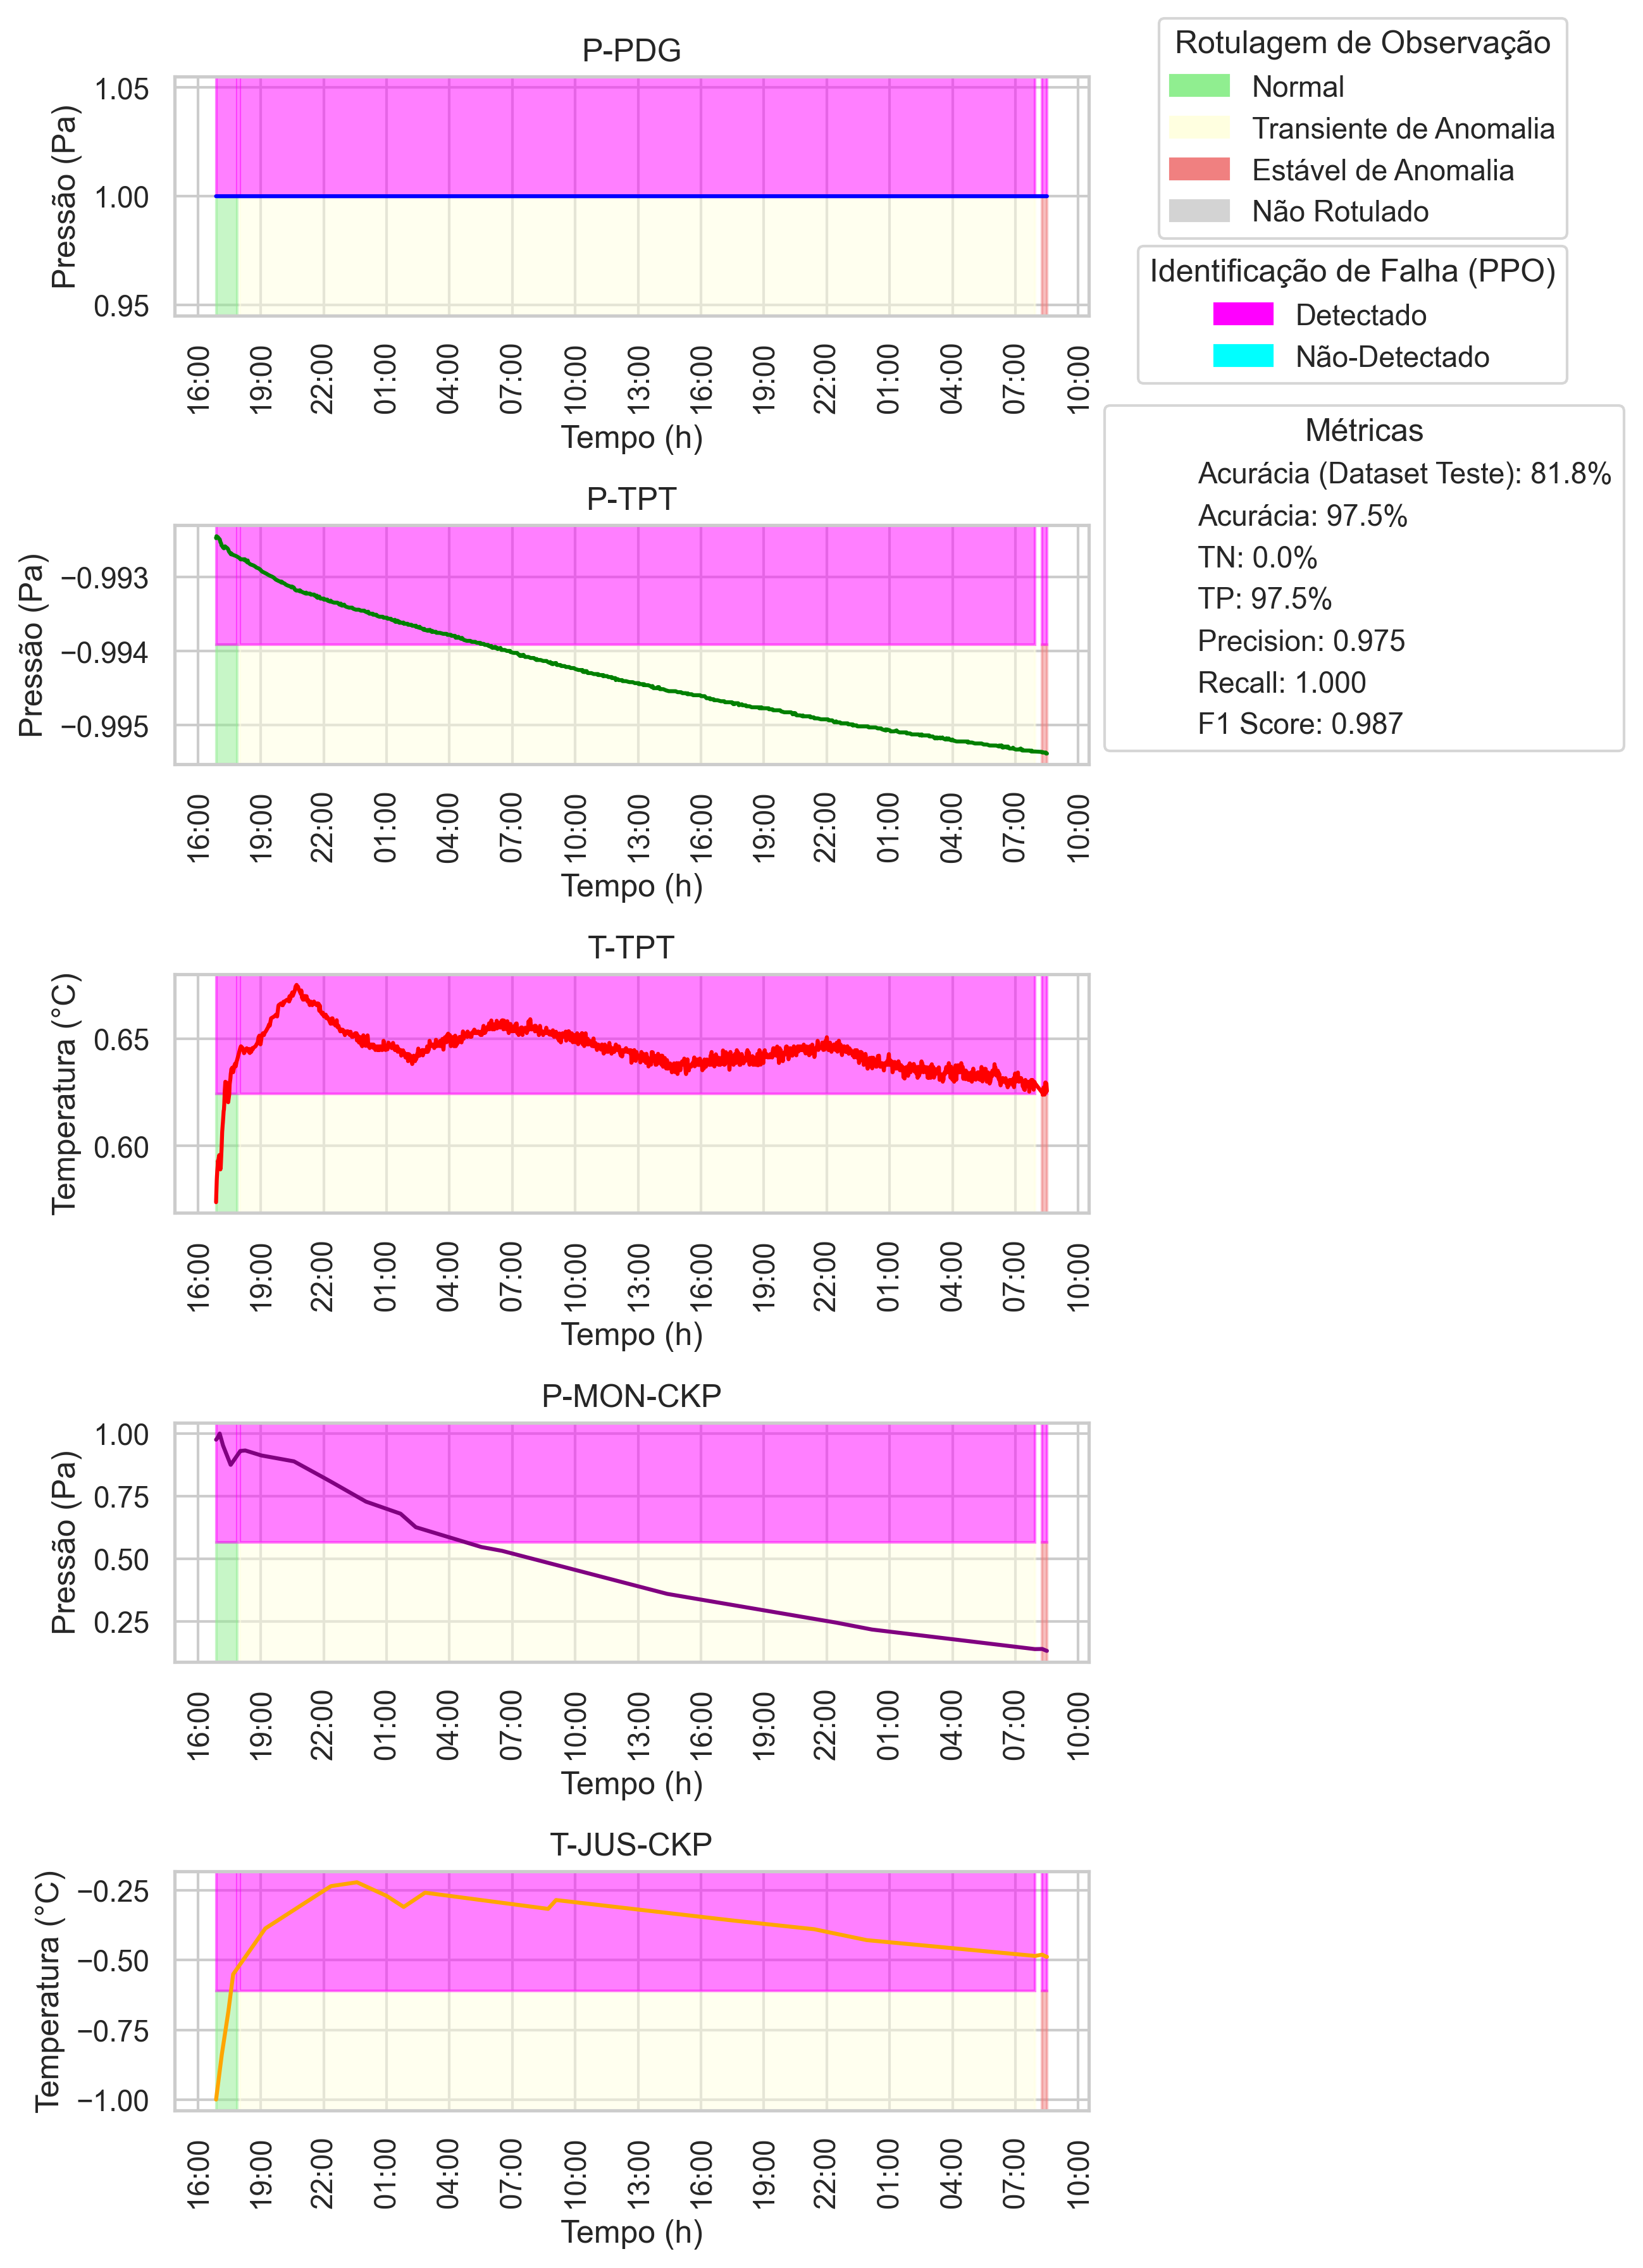 P-PDG
Pressão (Pa)
1.05
1.00
0.95
16:00 19:00 22:00 01:00 04:00 07:00 10:00 19:00 16:00 19:00 22:00 01:00 04:00 07:00 10:00
Tempo (h)
Rotulagem de Observação
Normal
Transiente de Anomalia
Estável de Anomalia
Não Rotulado
Identificação de Falha (PPO)
Detectado
Não-Detectado
Métricas
Acurácia (Dataset Teste): 81.8%
Acurácia: 97.5%
TN: 0.0%
TP: 97.5%
Precision: 0.975
Recall: 1.000
F1 Score: 0.987
P-TPT
Pressão (Pa)
−0.993
−0.994
−0.995
16:00 19:00 22:00 01:00 04:00 07:00 10:00 13:00 16:00 19:00 22:00 01:00 04:00 07:00 10:00
Tempo (h)
T-TPT
Temperatura (°C)
0.65
0.60
16:00 19:00 22:00 01:00 04:00 07:00 10:00 13:00 16:00 19:00 22:00 01:00 04:00 07:00 10:00
Tempo (h)
P-MON-CKP
Pressão (Pa)
1.00
0.75
0.50
0.25
16:00 19:00 22:00 01:00 04:00 07:00 10:00 13:00 16:00 19:00 22:00 01:00 04:00 07:00 10:00
Tempo (h)
T-JUS-CKP
Temperatura (°C)
−0.25
−0.50
−0.75
−1.00
16:00 19:00 22:00 01:00 04:00 07:00 10:00 13:00 16:00 19:00 22:00 01:00 04:00 07:00 10:00
Tempo (h)